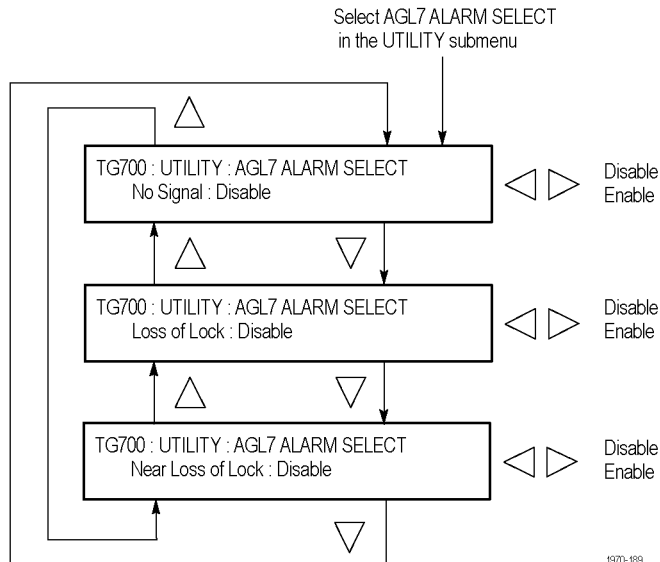 Select AGL7 ALARM SELECT
in the UTILITY submenu
TG700 : UTILITY : AGL7 ALARM SELECT
No Signal : Disable
Disable
Enable
TG700 : UTILITY : AGL7 ALARM SELECT
Loss of Lock : Disable
Disable
Enable
TG700 : UTILITY : AGL7 ALARM SELECT
Near Loss of Lock : Disable
Disable
Enable
1970-189